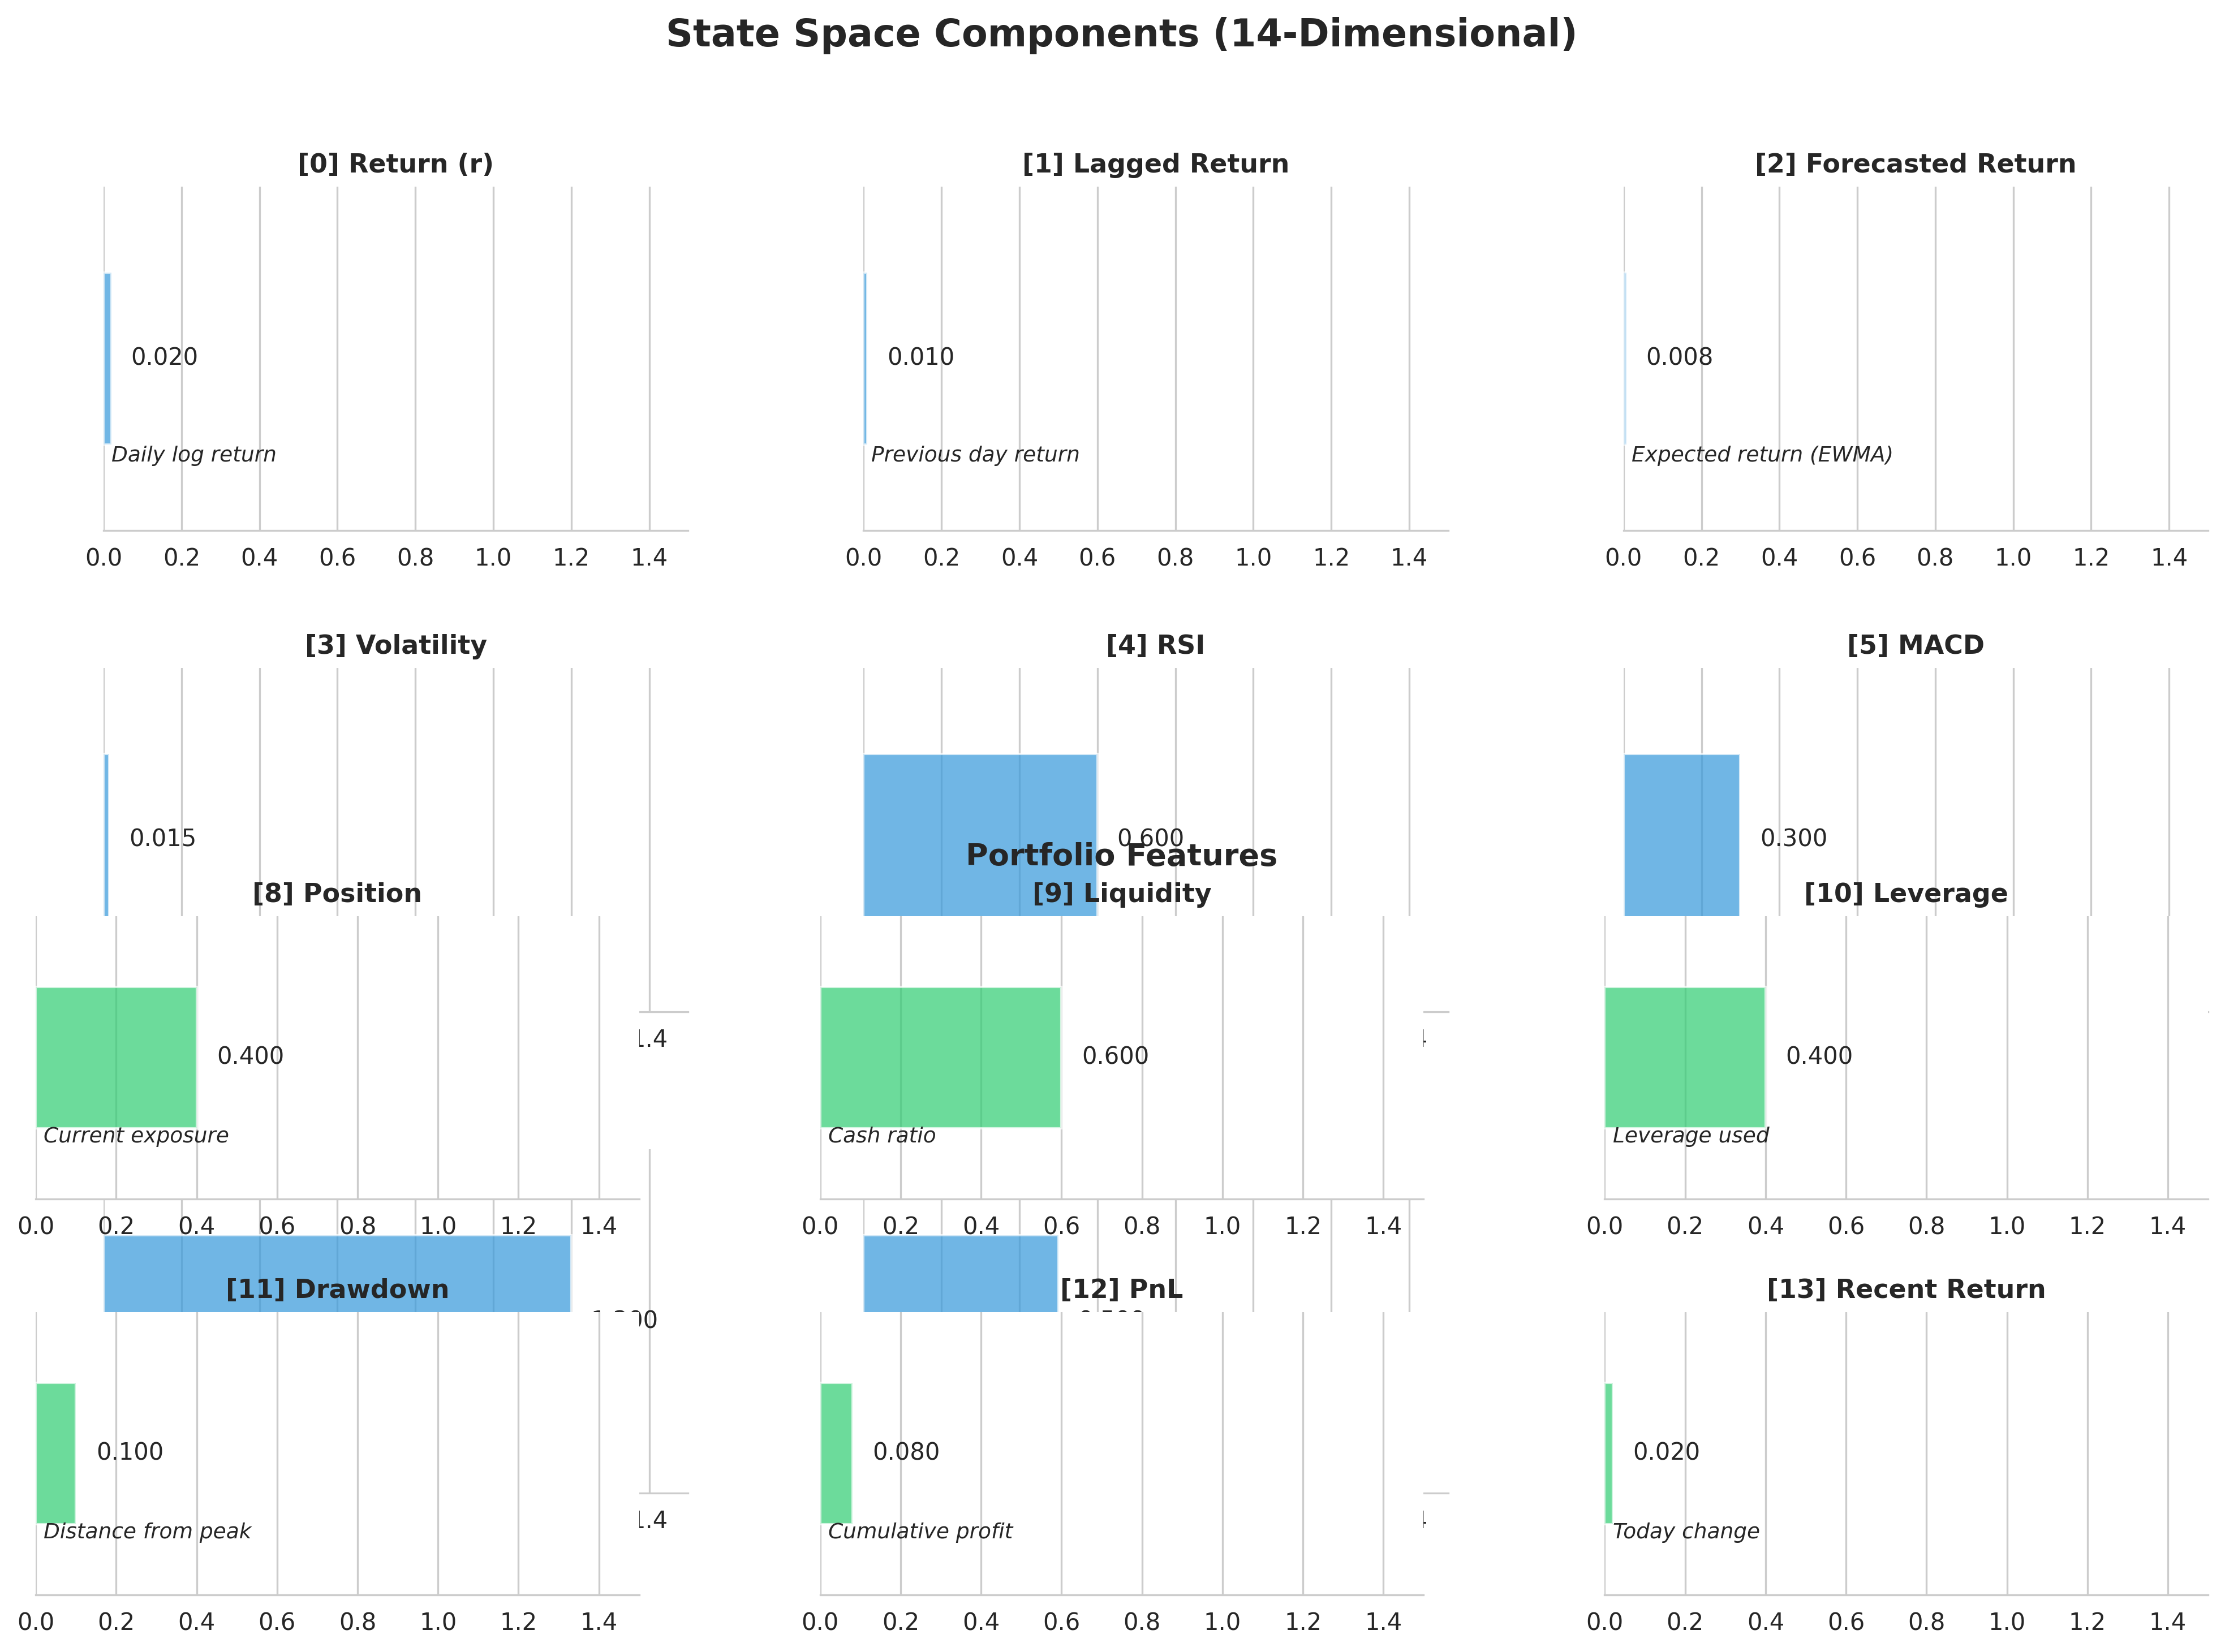 State Space Components (14-Dimensional)
[0] Return (r)
[1] Lagged Return
[2] Forecasted Return
0.020
0.010
0.008
Daily log return
Previous day return
Expected return (EWMA)
0.0 0.2 0.4 0.6 0.8 1.0 1.2 1.4
0.0 0.2 0.4 0.6 0.8 1.0 1.2 1.4
0.0 0.2 0.4 0.6 0.8 1.0 1.2 1.4
[3] Volatility
[4] RSI
[5] MACD
0.015
0.600
0.300
Portfolio Features
[8] Position
[9] Liquidity
[10] Leverage
0.400
0.600
0.400
Current exposure
Cash ratio
Leverage used
0.0 0.2 0.4 0.6 0.8 1.0 1.2 1.4
0.0 0.2 0.4 0.6 0.8 1.0 1.2 1.4
0.0 0.2 0.4 0.6 0.8 1.0 1.2 1.4
[11] Drawdown
[12] PnL
[13] Recent Return
0.100
0.080
0.020
Distance from peak
Cumulative profit
Today change
0.0 0.2 0.4 0.6 0.8 1.0 1.2 1.4
0.0 0.2 0.4 0.6 0.8 1.0 1.2 1.4
0.0 0.2 0.4 0.6 0.8 1.0 1.2 1.4